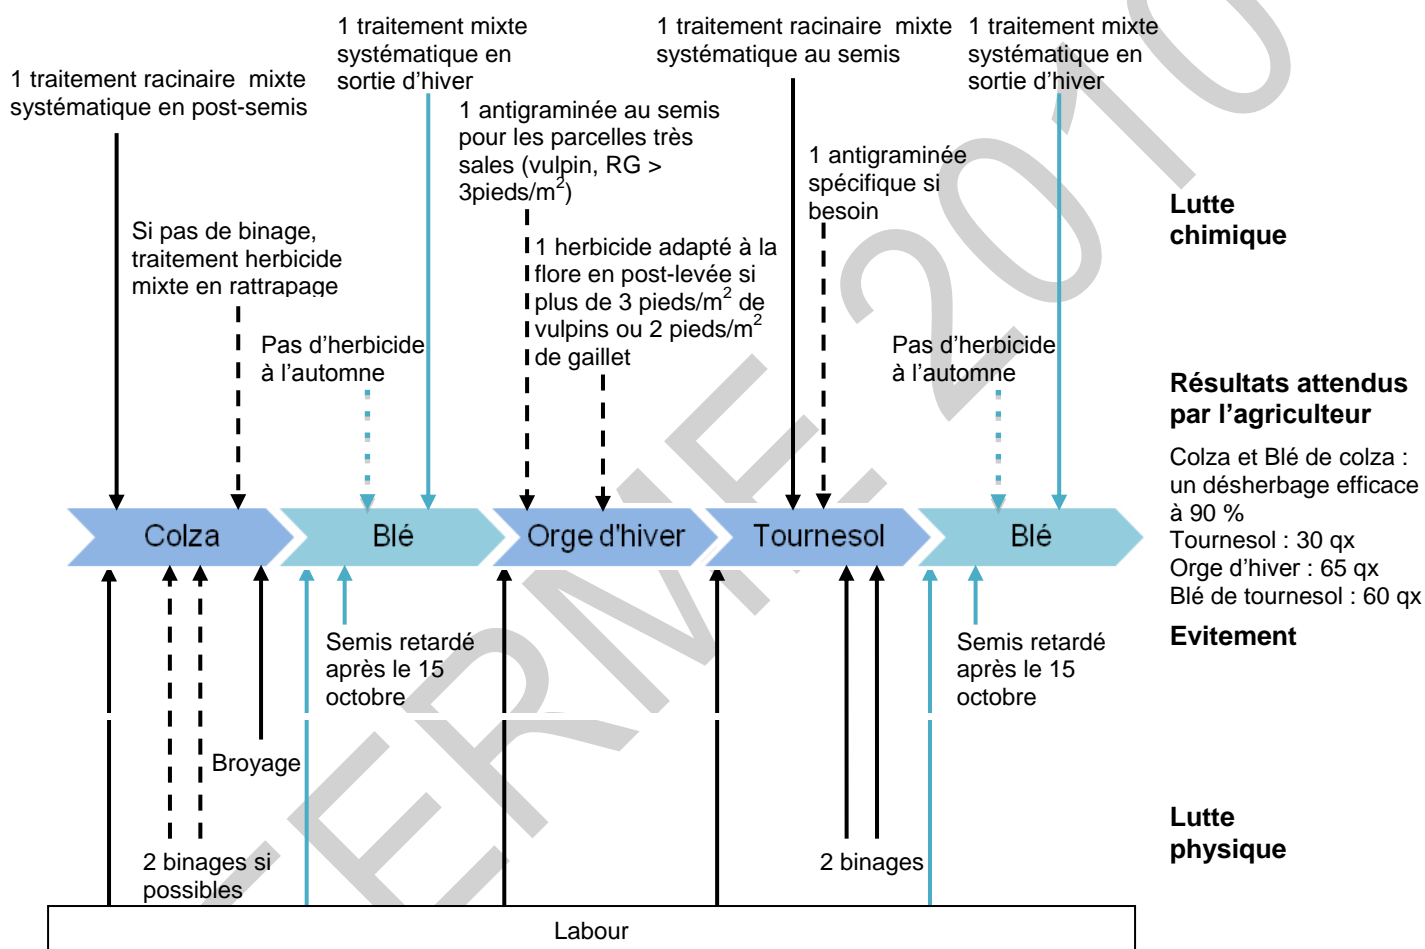 1 traitement racinaire mixte
systématique en post-semis
1 traitement mixte
systématique en
sortie d'hiver
1 antigraminée au semis
pour les parcelles très
sales (vulpin, RG >
3pieds/m²)
1 traitement racinaire mixte
systématique au semis
1 traitement mixte
systématique en
sortie d'hiver
1 antigraminée
spécifique si
besoin
Lutte
chimique
Si pas de binage,
traitement herbicide
mixte en rattrapage
1 herbicide adapté à la
flore en post-levée si
plus de 3 pieds/m² de
vulpins ou 2 pieds/m²
de gaillet
Pas d'herbicide
à l'automne
Pas d'herbicide
à l'automne
Résultats attendus
par l'agriculteur
Colza et Blé de colza :
un désherbage efficace
à 90 %
Tournesol : 30 qx
Orge d'hiver : 65 qx
Blé de tournesol : 60 qx
Colza
Blé
Orge d'hiver
Tournesol
Blé
Semis retardé
après le 15
octobre
Semis retardé
après le 15
octobre
Evitement
Broyage
2 binages si
possibles
2 binages
Lutte
physique
Labour
TERME 2010